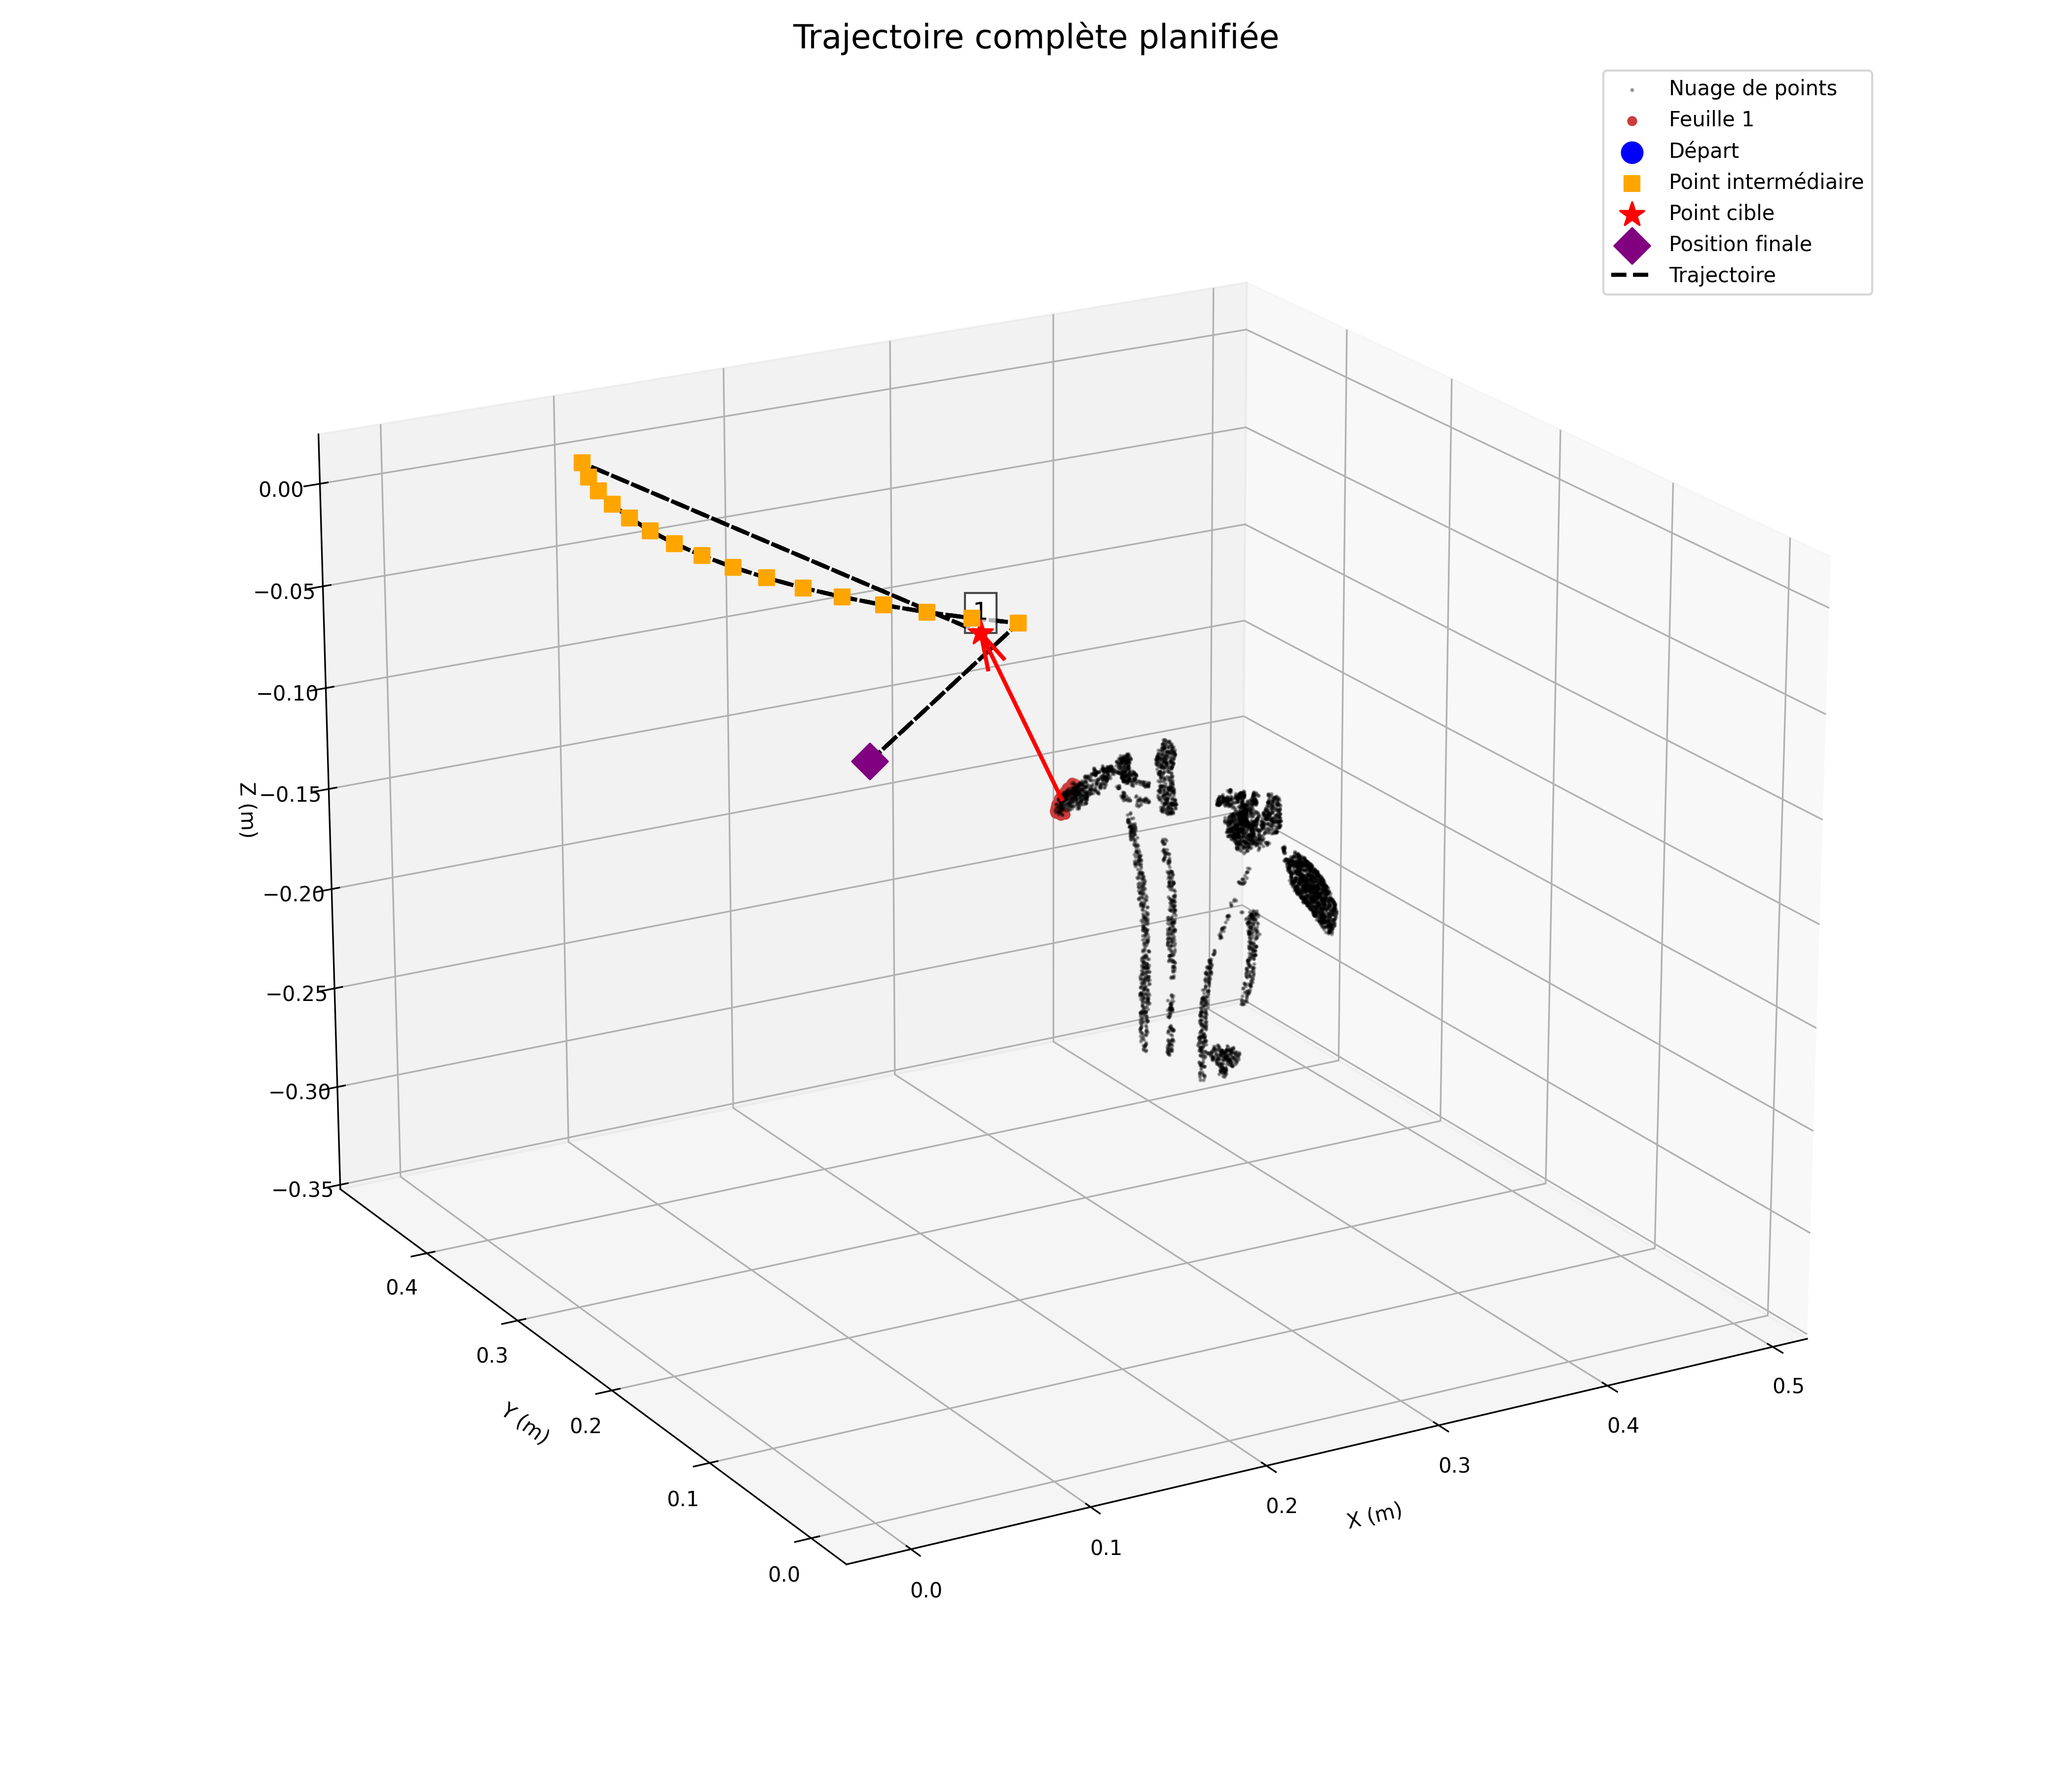 Trajectoire complète planifiée
Nuage de points
Feuille 1
Départ
Point intermédiaire
Point cible
Position finale
Trajectoire
0.00
−0.05
−0.10
−0.15
−0.20
−0.25
−0.30
−0.35
Z (m)
1
0.4
0.3
0.2
0.1
0.0
Y (m)
0.0
0.1
0.2
0.3
0.4
0.5
X (m)